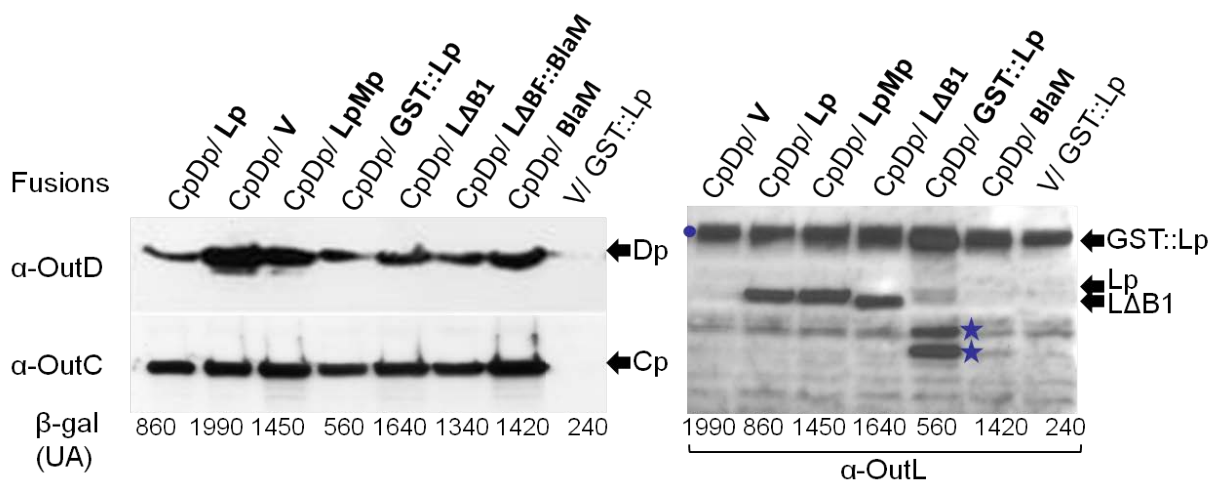 Fusions
CpDp/ Lp
CpDp/ V
CpDp/ LpMp
CpDp/ GST::Lp
CpDp/ LΔB1
CpDp/ LΔBF::BlaM
CpDp/ BlaM
V/ GST::Lp
α-OutD
Dp
α-OutC
Cp
β-gal
(UA)
860 1990 1450 560 1640 1340 1420 240
CpDp/ V
CpDp/ Lp
CpDp/ LpMp
CpDp/ LΔB1
CpDp/ GST::Lp
CpDp/ BlaM
V/ GST::Lp
GST::Lp
Lp
LΔB1
1990 860 1450 1640 560 1420 240
α-OutL